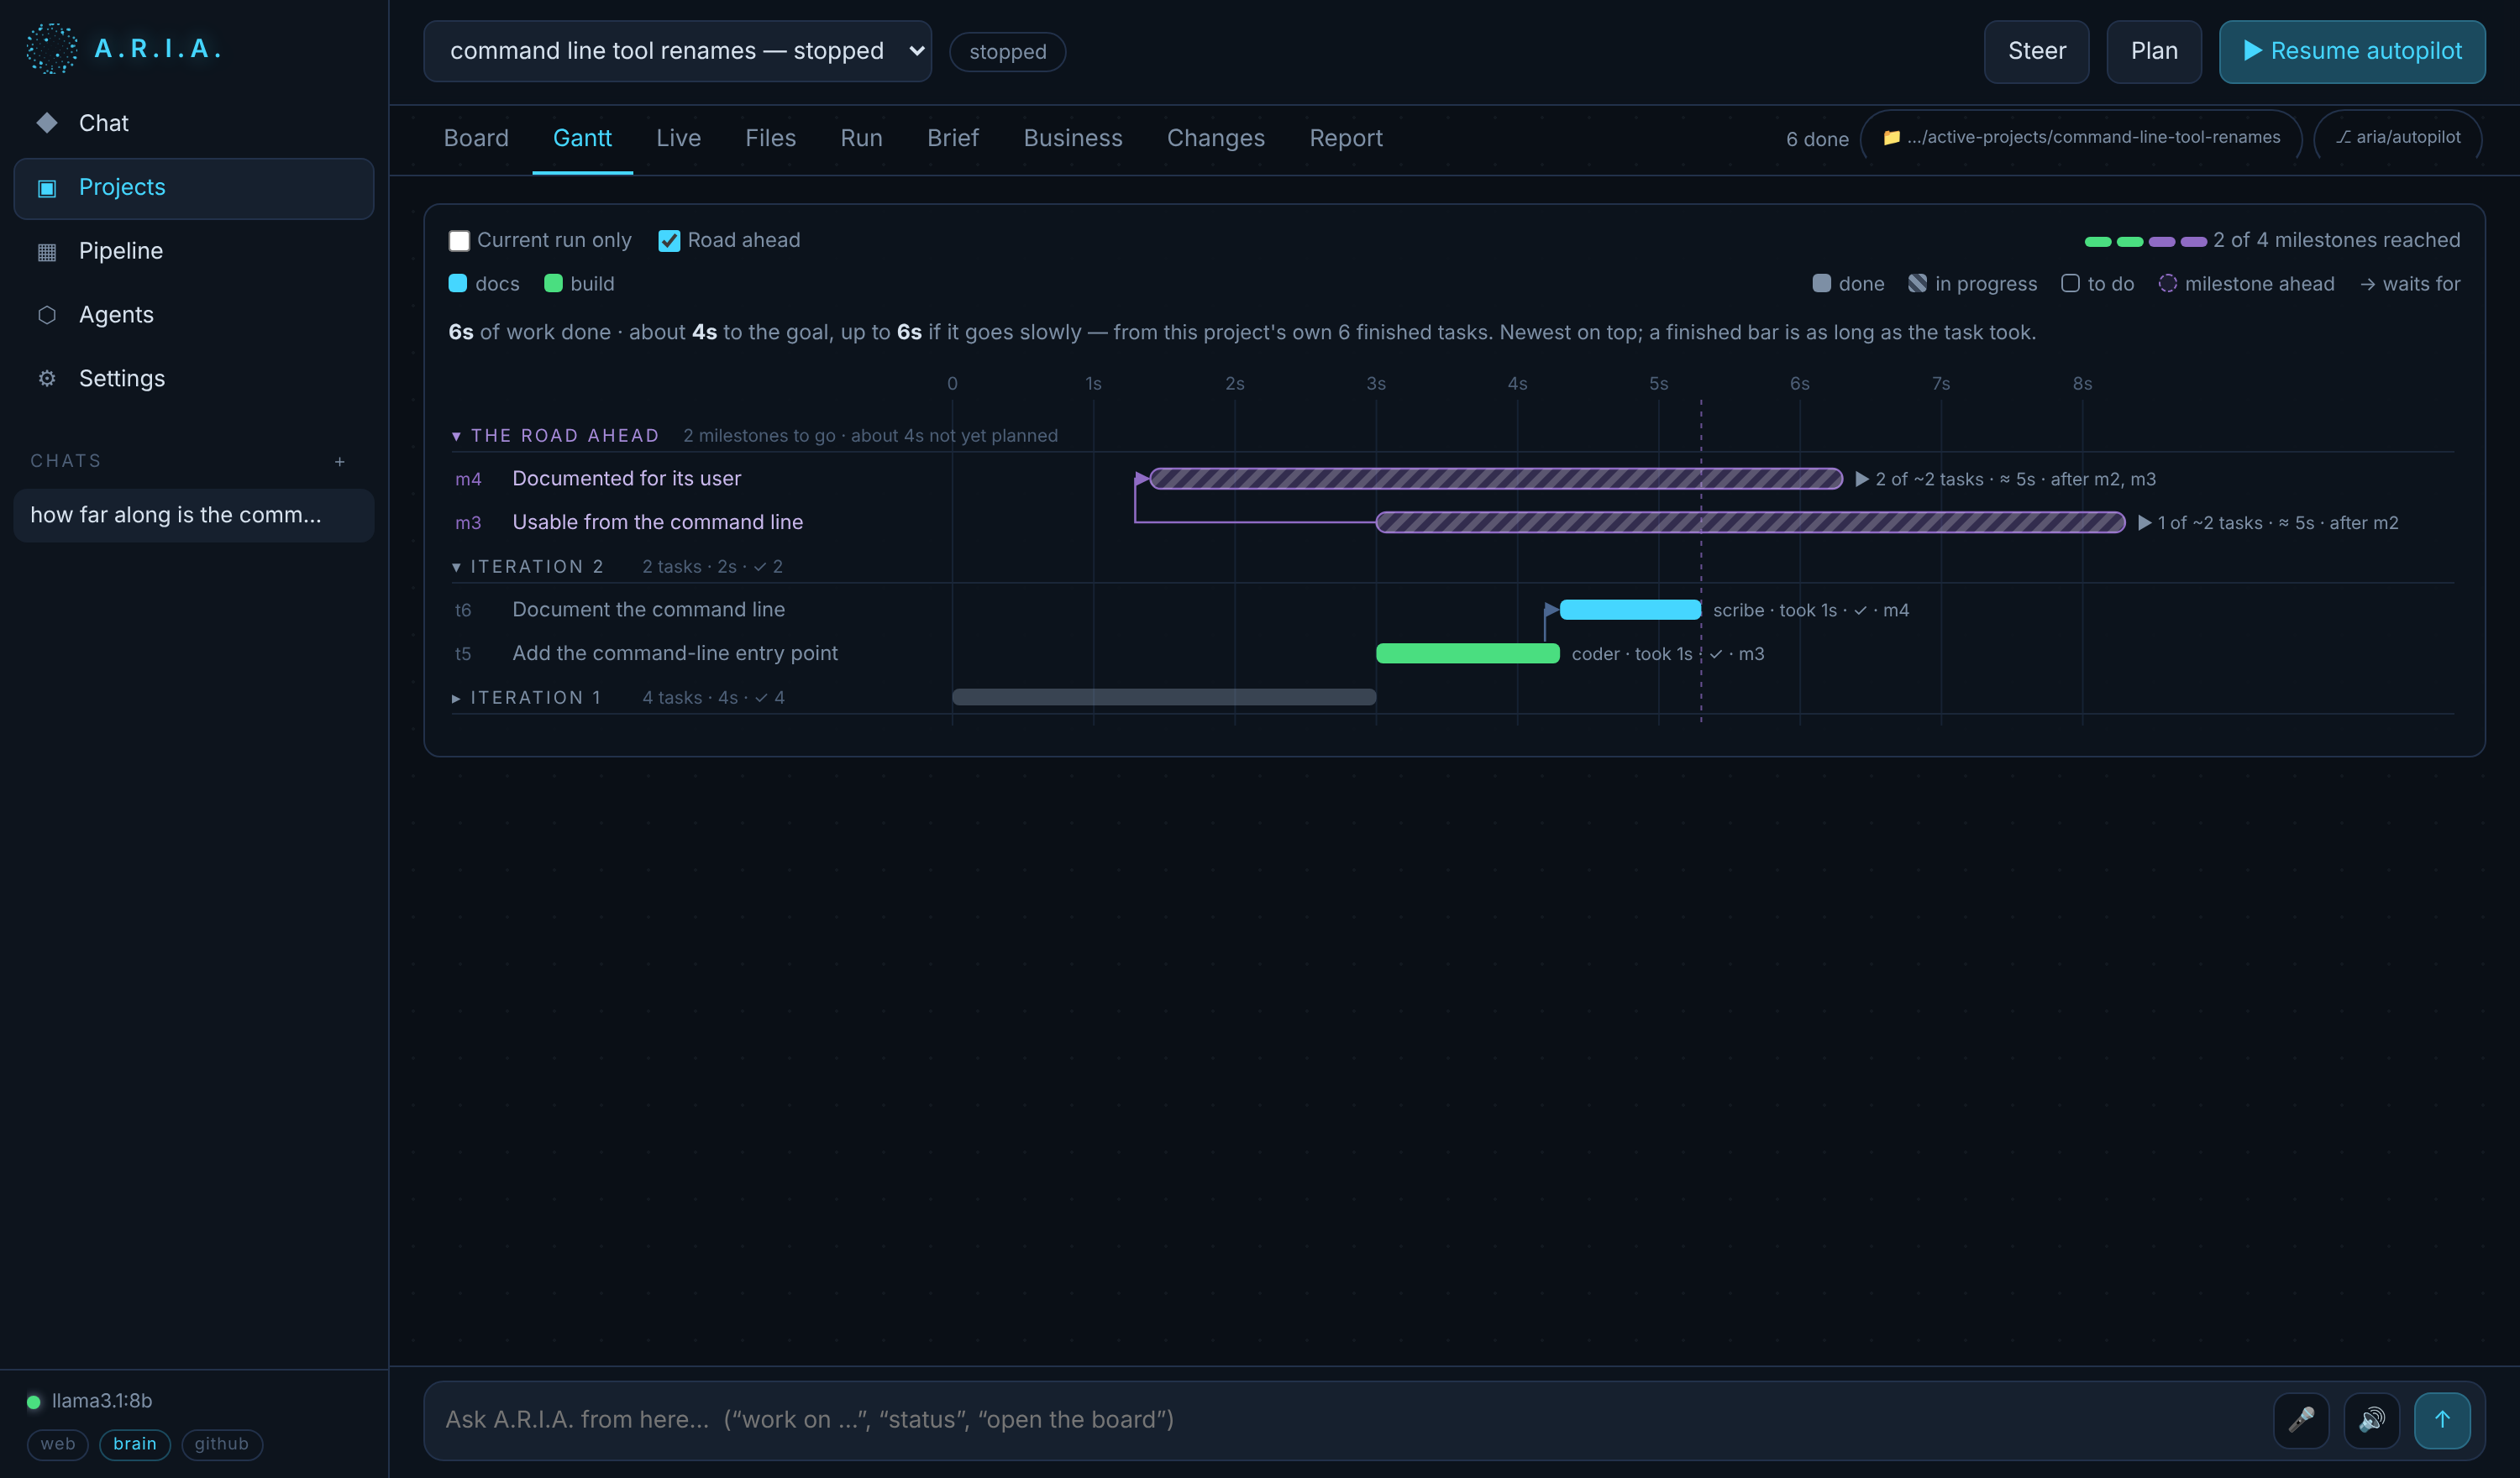 A.R.I.A.
Chat
Projects
Pipeline
Agents
Settings
CHATS +
how far along is the comm...
llama3.1:8b
web brain github
command line tool renames — stopped
stopped
Steer Plan ▶ Resume autopilot
Board Gantt Live Files Run Brief Business Changes Report
6 done 📁 .../active-projects/command-line-tool-renames ⎇ aria/autopilot
Current run only Road ahead 2 of 4 milestones reached
docs build done in progress to do milestone ahead → waits for
6s of work done · about 4s to the goal, up to 6s if it goes slowly — from this project's own 6 finished tasks. Newest on top; a finished bar is as long as the task took.
0 1s 2s 3s 4s 5s 6s 7s 8s
▾ THE ROAD AHEAD 2 milestones to go · about 4s not yet planned
m4 Documented for its user ▶ 2 of ~2 tasks · ≈ 5s · after m2, m3
m3 Usable from the command line ▶ 1 of ~2 tasks · ≈ 5s · after m2
▾ ITERATION 2 2 tasks · 2s · ✓ 2
t6 Document the command line scribe · took 1s · ✓ · m4
t5 Add the command-line entry point coder · took 1s · ✓ · m3
▸ ITERATION 1 4 tasks · 4s · ✓ 4
Ask A.R.I.A. from here... (“work on ...”, “status”, “open the board”)